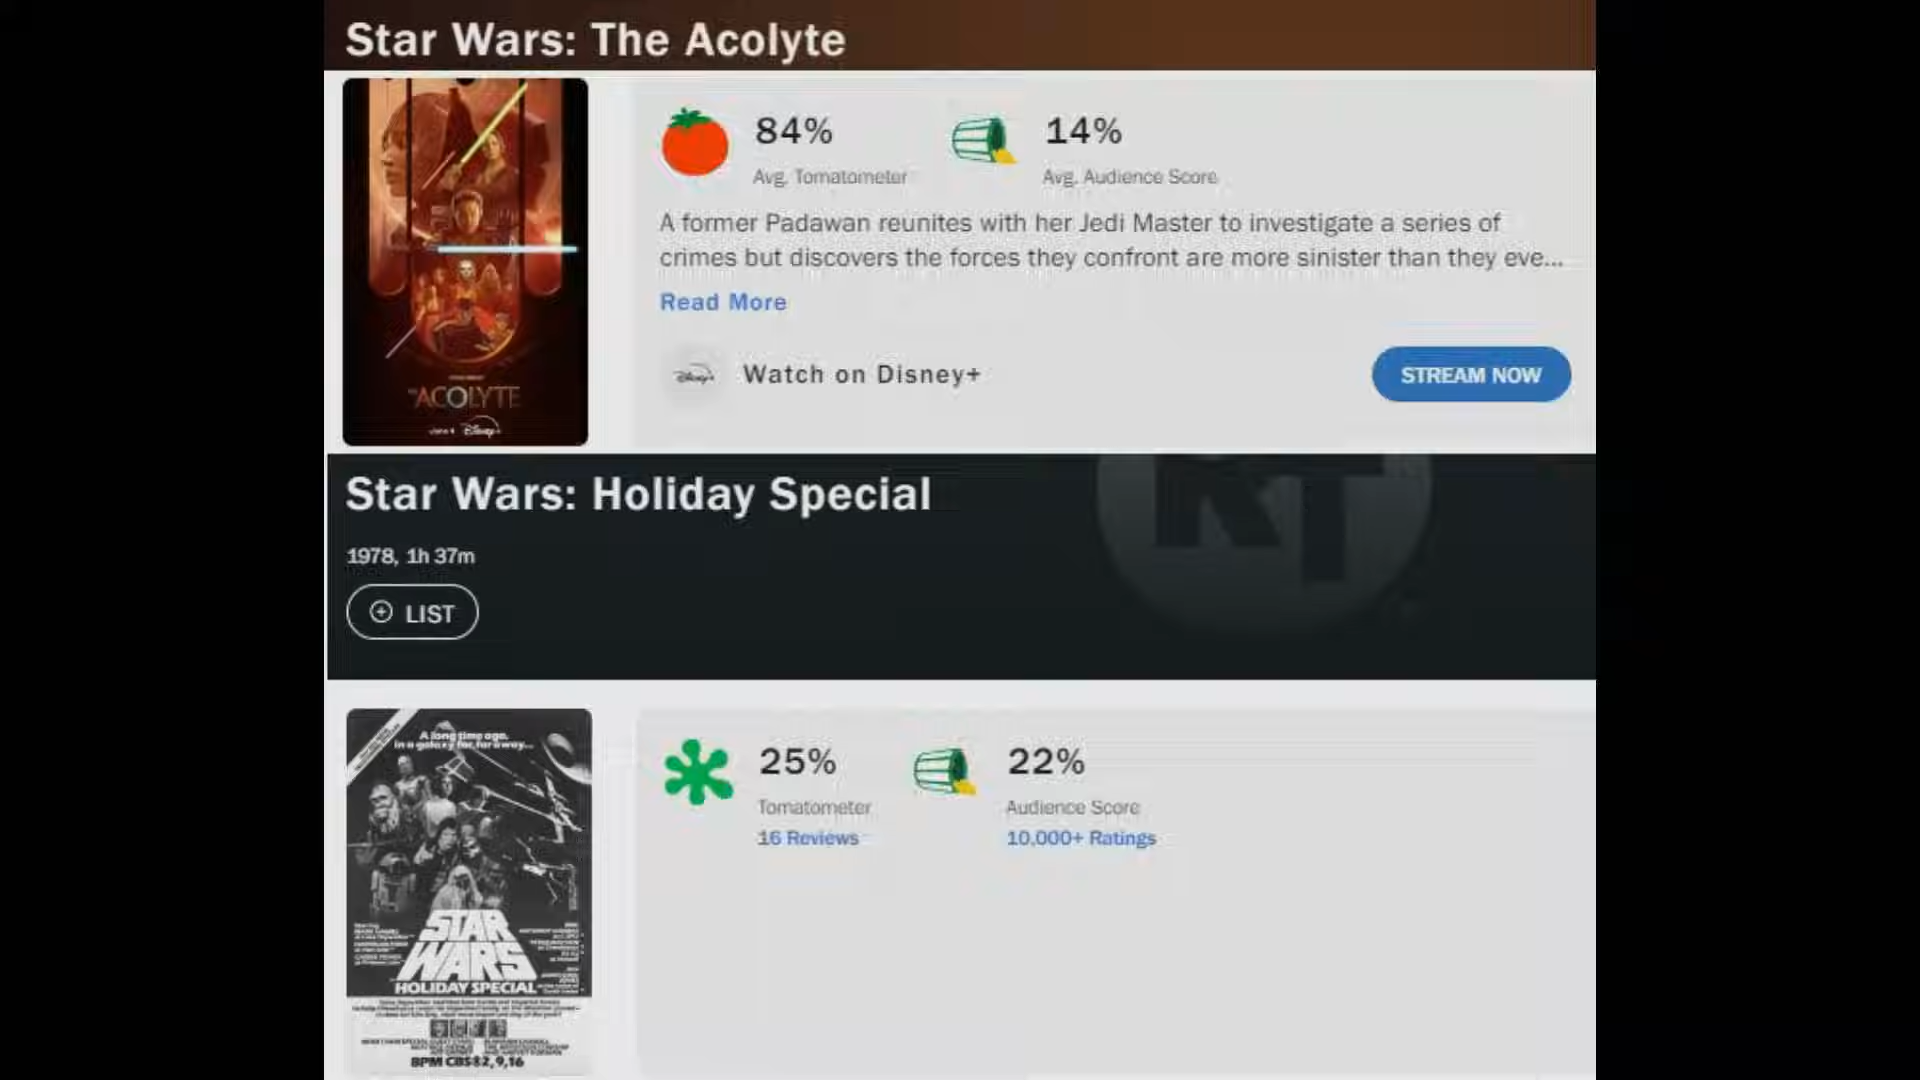 Star Wars: The Acolyte
84%
14%
Avg. Tomatometer
Avg. Audience Score
A former Padawan reunites with her Jedi Master to investigate a series of
crimes but discovers the forces they confront are more sinister than they eve...
Read More
Disney+
Watch on Disney+
STREAM NOW
ACOLYTE
Disney+
Star Wars: Holiday Special
RT
1978, 1h 37m
LIST
A long time ago,
in a galaxy far, far away...
STAR
WARS
HOLIDAY SPECIAL
8PM CBS
25%
22%
Tomatometer
Audience Score
16 Reviews
10,000+ Ratings